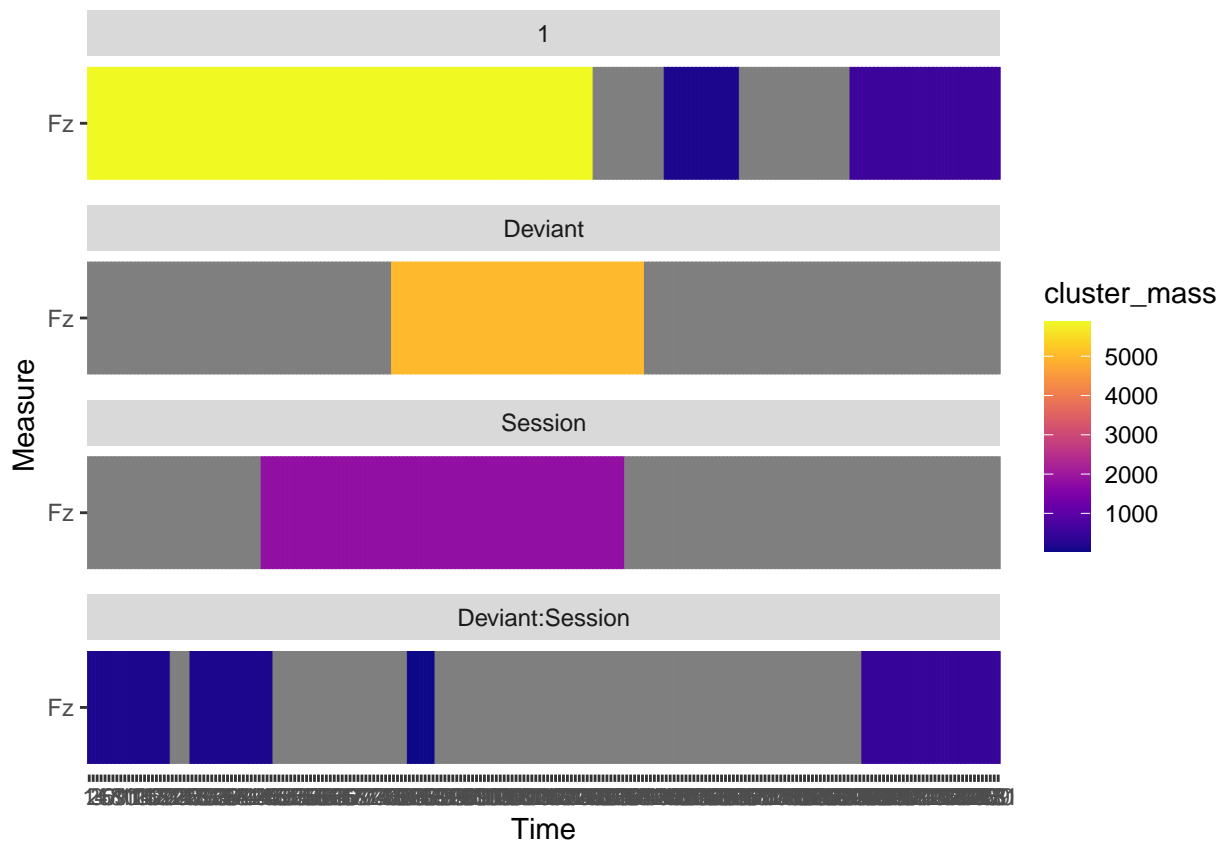 1
Fz
Deviant
Fz
Session
Fz
Deviant:Session
Fz
Measure
Time
cluster_mass
5000
4000
3000
2000
1000